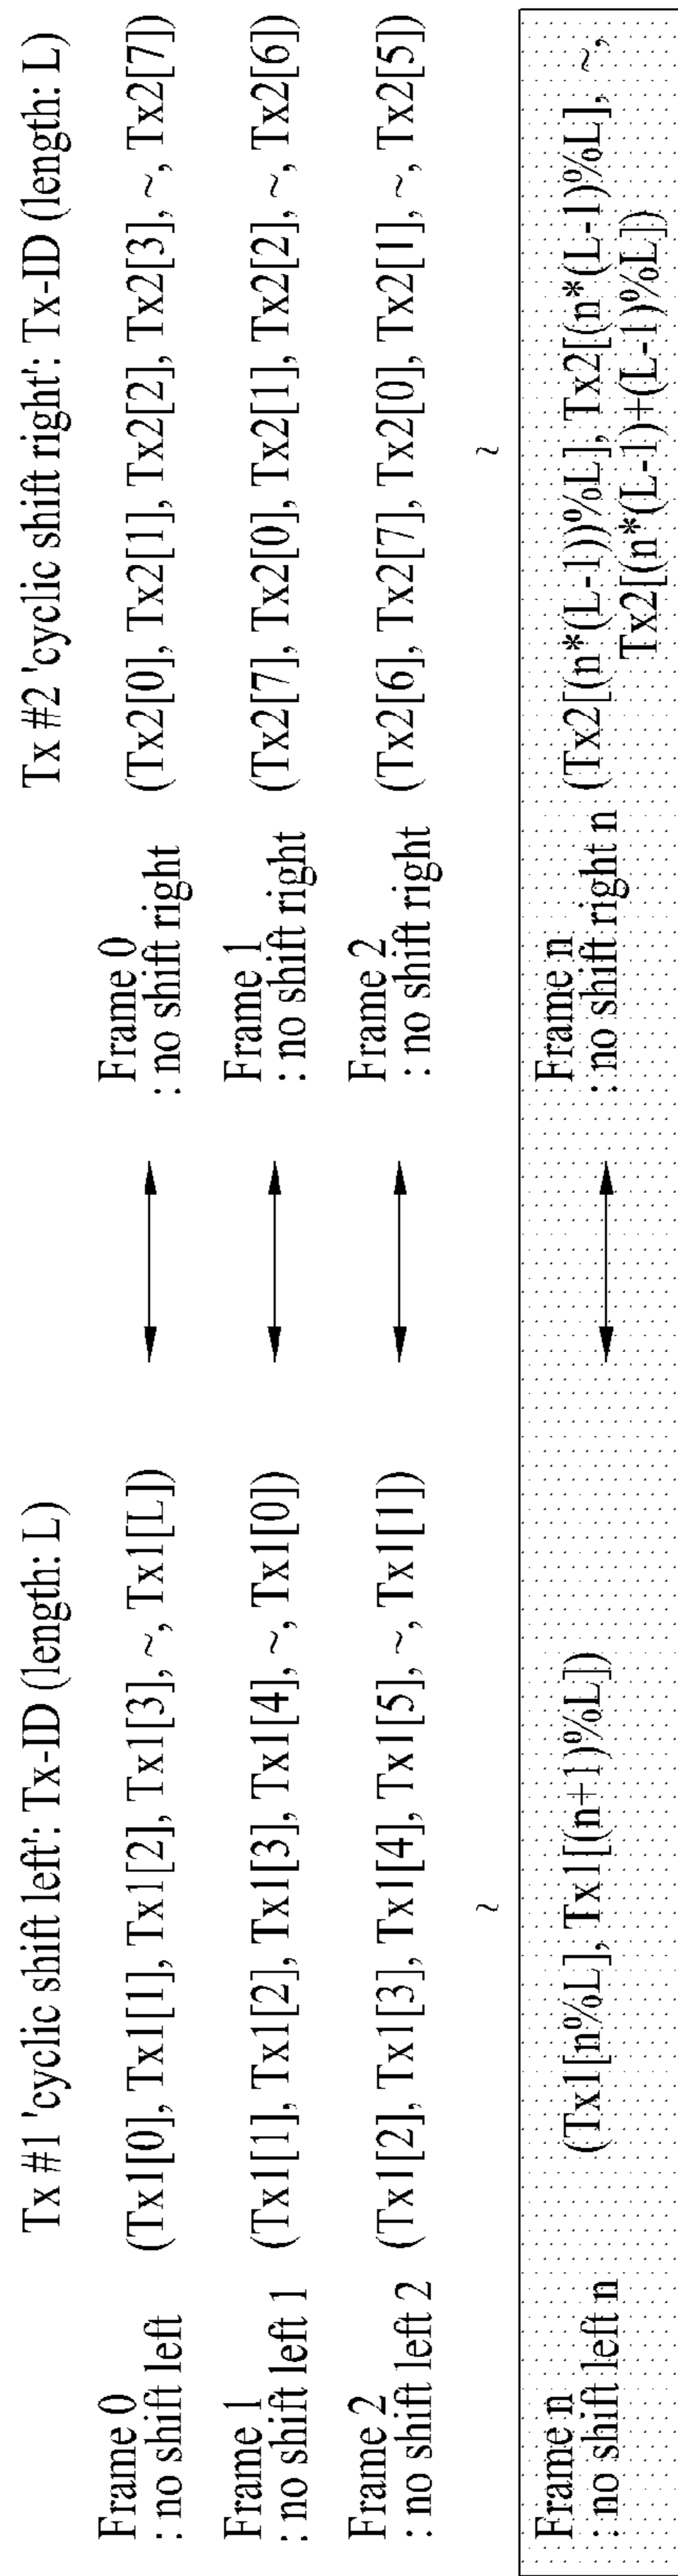 Tx #1 'cyclic shift left': Tx-ID (length: L)
Frame 0
: no shift left
(Tx1[0], Tx1[1], Tx1[2], Tx1[3], ~, Tx1[L])
Frame 1
: no shift left 1
(Tx1[1], Tx1[2], Tx1[3], Tx1[4], ~, Tx1[0])
Frame 2
: no shift left 2
(Tx1[2], Tx1[3], Tx1[4], Tx1[5], ~, Tx1[1])
~
Frame n
: no shift left n
(Tx1[n%L], Tx1[(n+1)%L])
Tx #2 'cyclic shift right': Tx-ID (length: L)
Frame 0
: no shift right
(Tx2[0], Tx2[1], Tx2[2], Tx2[3], ~, Tx2[7])
Frame 1
: no shift right
(Tx2[7], Tx2[0], Tx2[1], Tx2[2], ~, Tx2[6])
Frame 2
: no shift right
(Tx2[6], Tx2[7], Tx2[0], Tx2[1], ~, Tx2[5])
~
Frame n
: no shift right n
(Tx2[(n*(L-1))%L], Tx2[(n*(L-1)%L], ~,
Tx2[(n*(L-1)+(L-1)%L])